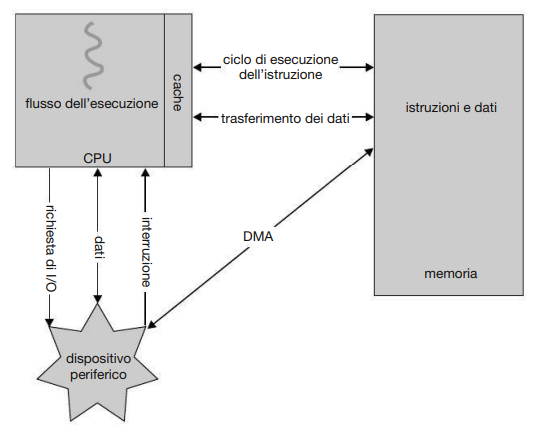 flusso dell'esecuzione
cache
CPU
ciclo di esecuzione
dell'istruzione
trasferimento dei dati
istruzioni e dati
memoria
richiesta di I/O
dati
interruzione
DMA
dispositivo
periferico